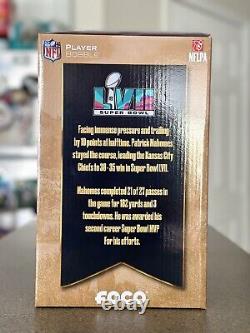 NFL
PLAYER
BOBBLE
NFLPA
LVII
SUPER BOWL
Facing immense pressure and trailing
by 10 points at halftime, Patrick Mahomes
stayed the course, leading the Kansas City
Chiefs to 38-35 win in Super Bowl LVII.
Mahomes completed 21 of 27 passes in
the game for 182 yards and 3
touchdowns. He was awarded his
second career Super Bowl MVP
for his efforts.
FOCO